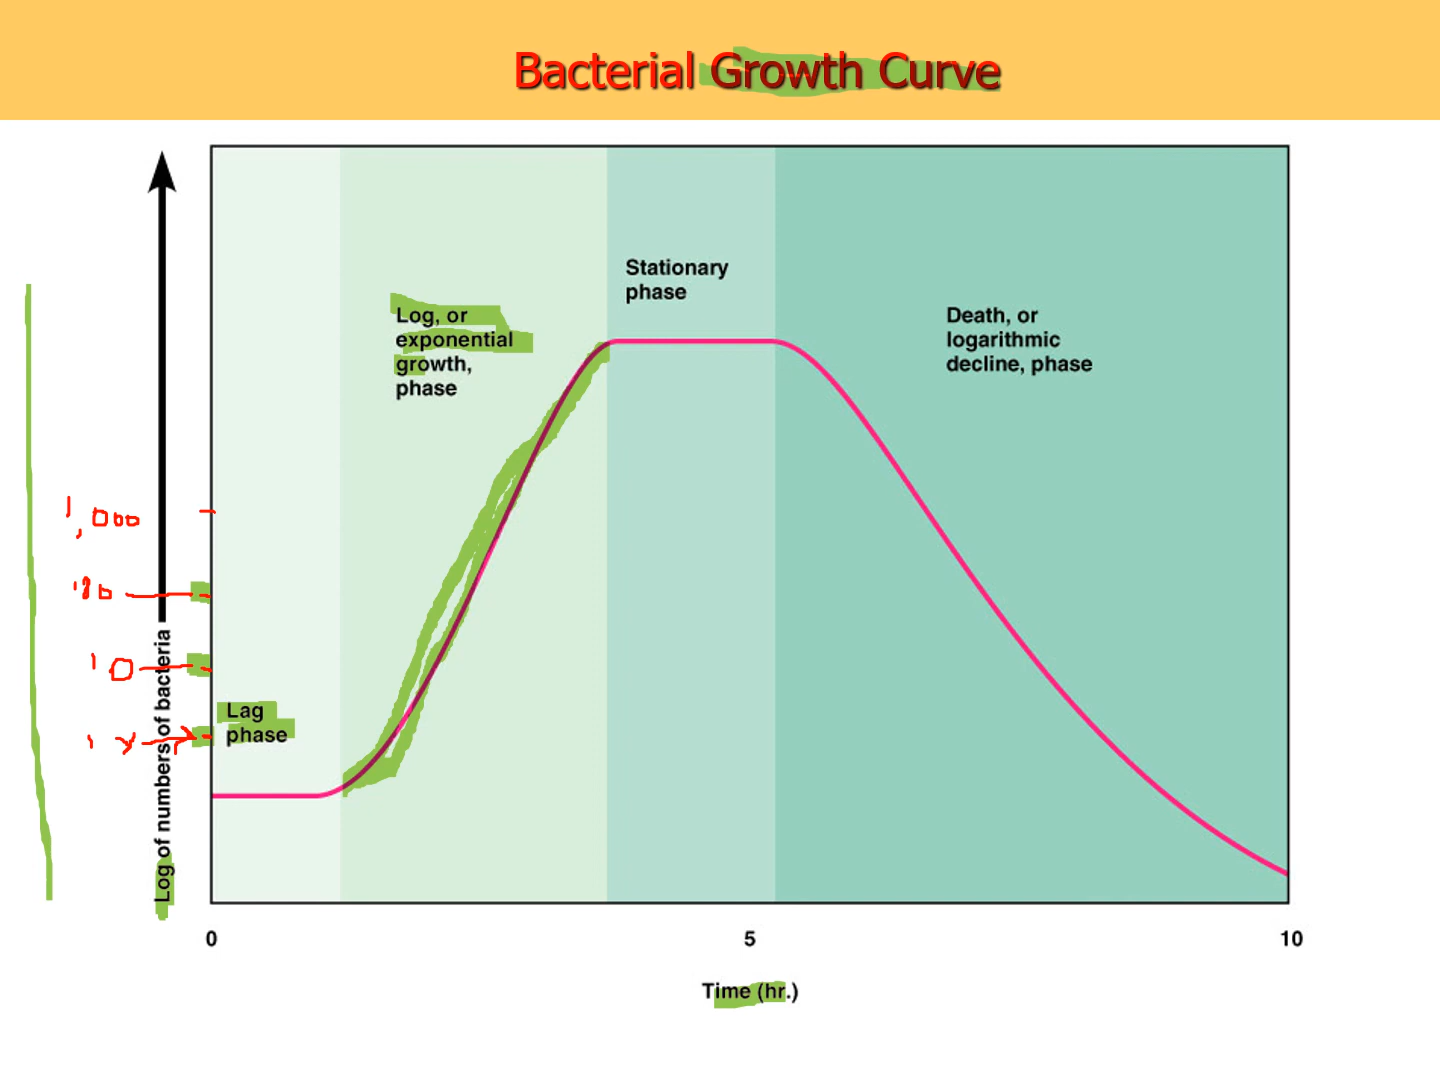 Bacterial Growth Curve
Stationary
phase
Log, or
exponential
growth,
phase
Death, or
logarithmic
decline, phase
1,000
10
Lag
phase
Log of numbers of bacteria
0
5
10
Time (hr.)